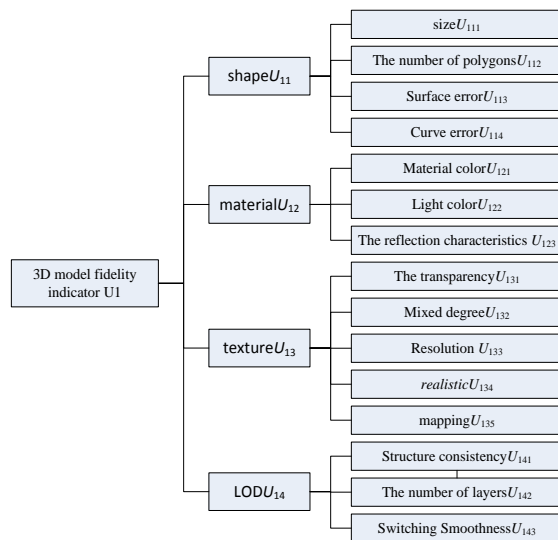 sizeU111
shapeU11
The number of polygonsU112
Surface errorU113
Curve errorU114
Material colorU121
materialU12
Light colorU122
The reflection characteristics U123
3D model fidelity
indicator U1
The transparencyU131
Mixed degreeU132
textureU13
Resolution U133
realisticU134
mappingU135
Structure consistencyU141
LODU14
The number of layersU142
Switching SmoothnessU143